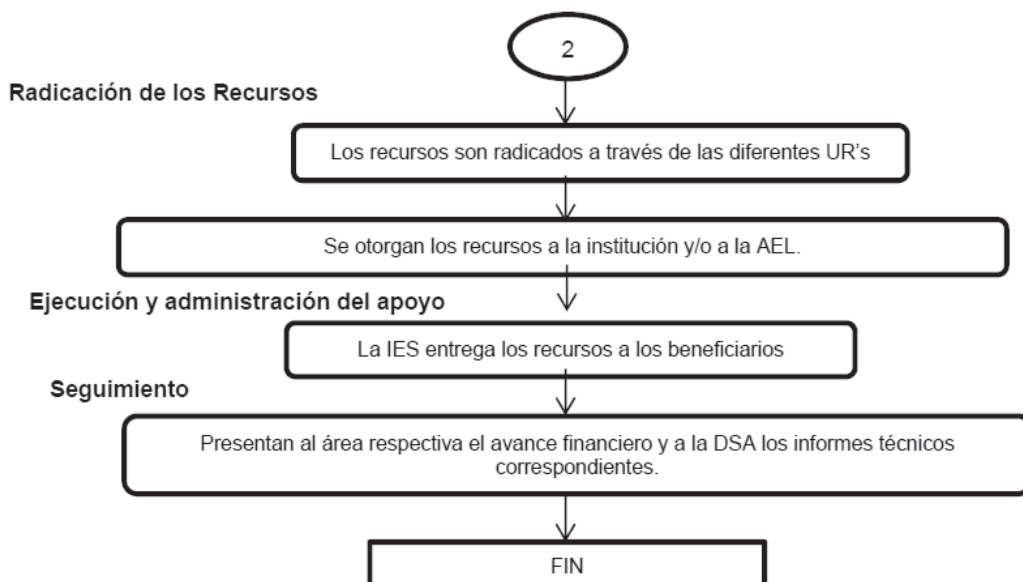 2
Radicación de los Recursos
Los recursos son radicados a través de las diferentes UR's
Se otorgan los recursos a la institución y/o a la AEL.
Ejecución y administración del apoyo
La IES entrega los recursos a los beneficiarios
Seguimiento
Presentan al área respectiva el avance financiero y a la DSA los informes técnicos
correspondientes.
FIN